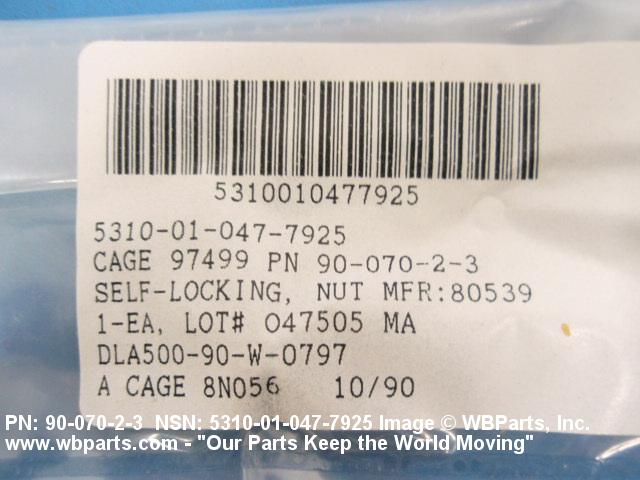 5310010477925
5310-01-047-7925
CAGE 97499 PN 90-070-2-3
SELF-LOCKING, NUT MFR:80539
1-EA, LOT# 047505 MA
DLA500-90-W-0797
A CAGE 8N056 10/90
PN: 90-070-2-3 NSN: 5310-01-047-7925 Image © WBParts, Inc.
www.wbparts.com - "Our Parts Keep the World Moving"